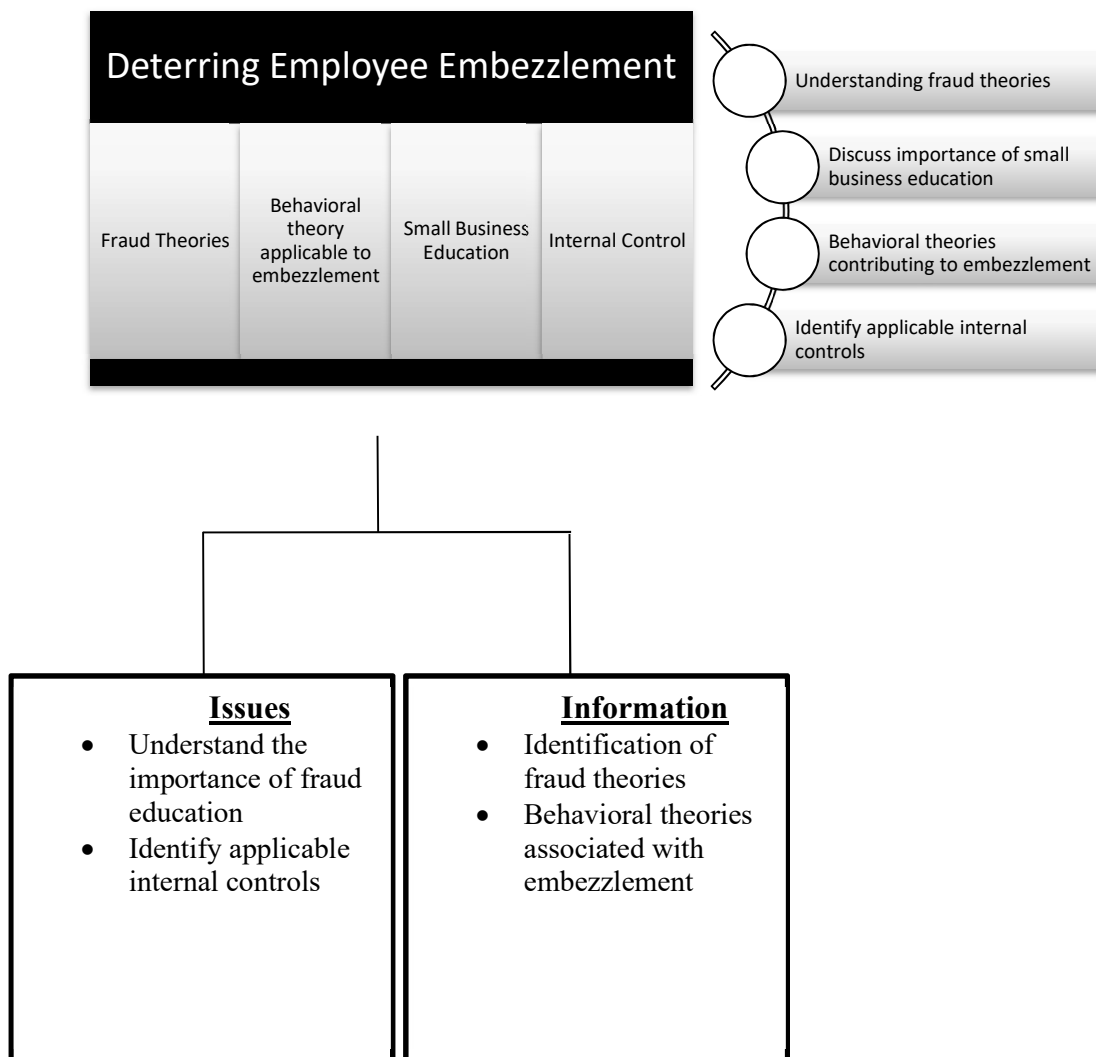 Deterring Employee Embezzlement
Fraud Theories
Behavioral
theory
applicable to
embezzlement
Small Business
Education
Internal Control
Understanding fraud theories
Discuss importance of small
business education
Behavioral theories
contributing to embezzlement
Identify applicable internal
controls
Issues
• Understand the
importance of fraud
education
• Identify applicable
internal controls
Information
• Identification of
fraud theories
• Behavioral theories
associated with
embezzlement